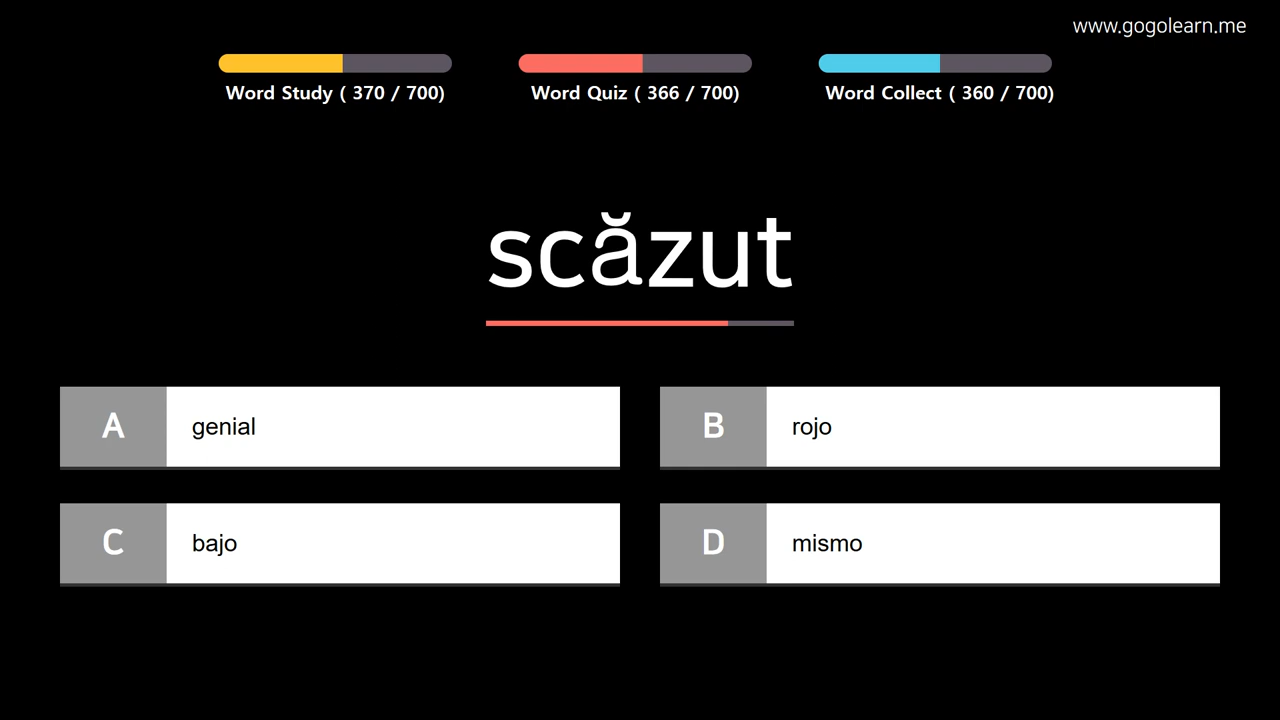 www.gogolearn.me
Word Study ( 370 / 700)
Word Quiz ( 366 / 700)
Word Collect ( 360 / 700)
scăzut
A genial
B rojo
C bajo
D mismo